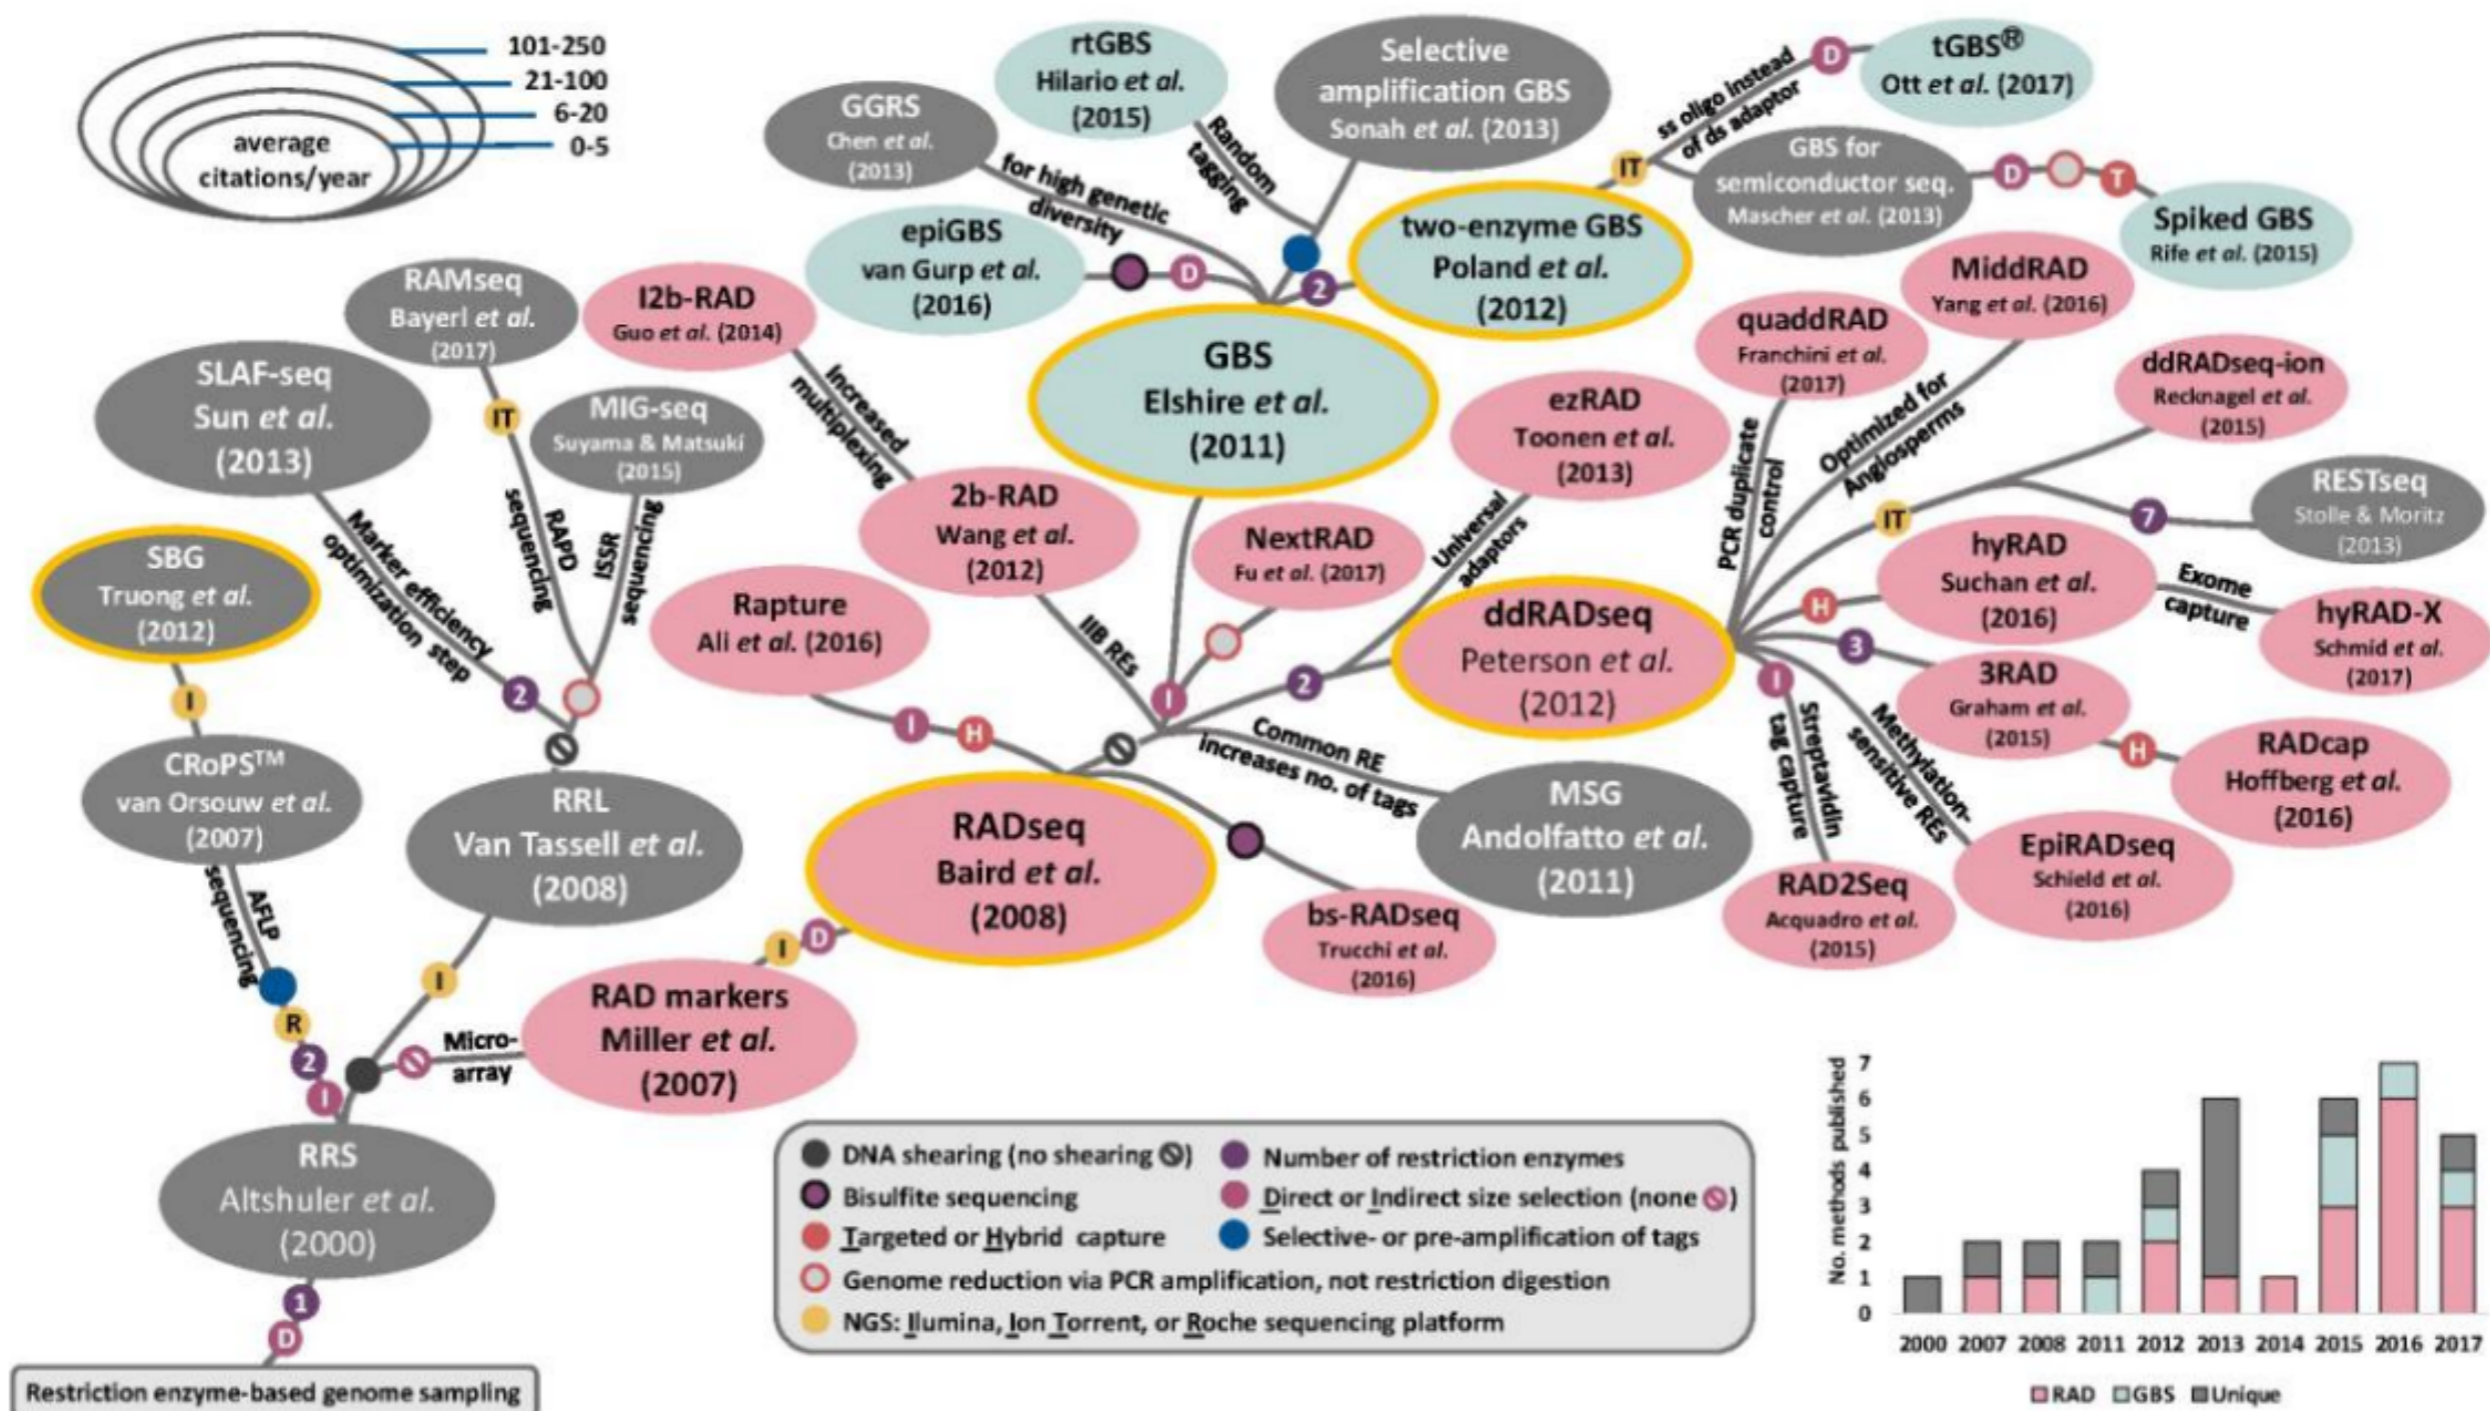 101-250
21-100
6-20
0-5
average
citations/year
rtGBS
Hilario et al.
(2015)
Selective
amplification GBS
Sonah et al. (2013)
ss oligo instead
of ds adaptor
D
tGBS®
Ott et al. (2017)
GGRS
Chen et al.
(2013)
for high genetic
diversity
Random
tagging
IT
GBS for
semiconductor seq.
Mascher et al. (2013)
D
T
Spiked GBS
Rife et al. (2015)
epiGBS
van Gurp et al.
(2016)
D
2
two-enzyme GBS
Poland et al.
(2012)
RAMseq
Bayerl et al.
(2017)
I2b-RAD
Guo et al. (2014)
MiddRAD
Yang et al. (2016)
quaddRAD
Franchini et al.
(2017)
ddRADseq-ion
Recknagel et al.
(2015)
SLAF-seq
Sun et al.
(2013)
IT
MIG-seq
Suyama & Matsuki
(2015)
Increased
multiplexing
GBS
Elshire et al.
(2011)
ezRAD
Toonen et al.
(2013)
PCR duplicate
control
Optimized for
Angiosperms
IT
7
RESTseq
Stolle & Moritz
(2013)
SBG
Truong et al.
(2012)
Marker efficiency
optimization step
RAPD
sequencing
ISSR
sequencing
2b-RAD
Wang et al.
(2012)
NextRAD
Fu et al. (2017)
Universal
adaptors
hyRAD
Suchan et al.
(2016)
Exome
capture
hyRAD-X
Schmid et al.
(2017)
Rapture
Ali et al. (2016)
IIB REs
I
2
ddRADseq
Peterson et al.
(2012)
H
3
3RAD
Graham et al.
(2015)
I
2
I
H
Common RE
increases no. of tags
I
Streptavidin
tag capture
Methylation-
sensitive REs
H
RADcap
Hoffberg et al.
(2016)
CRoPS™
van Orsouw et al.
(2007)
RRL
Van Tassell et al.
(2008)
RADseq
Baird et al.
(2008)
MSG
Andolfatto et al.
(2011)
RAD2Seq
Acquadro et al.
(2015)
EpiRADseq
Schield et al.
(2016)
bs-RADseq
Trucchi et al.
(2016)
AFLP
sequencing
R
2
I
I
I
D
Micro-
array
RAD markers
Miller et al.
(2007)
RRS
Altshuler et al.
(2000)
1
D
Restriction enzyme-based genome sampling
DNA shearing (no shearing)
Number of restriction enzymes
Bisulfite sequencing
Direct or Indirect size selection (none)
Targeted or Hybrid capture
Selective- or pre-amplification of tags
Genome reduction via PCR amplification, not restriction digestion
NGS: Ilumina, Ion Torrent, or Roche sequencing platform
No. methods published
7
6
5
4
3
2
1
0
2000 2007 2008 2011 2012 2013 2014 2015 2016 2017
RAD GBS Unique